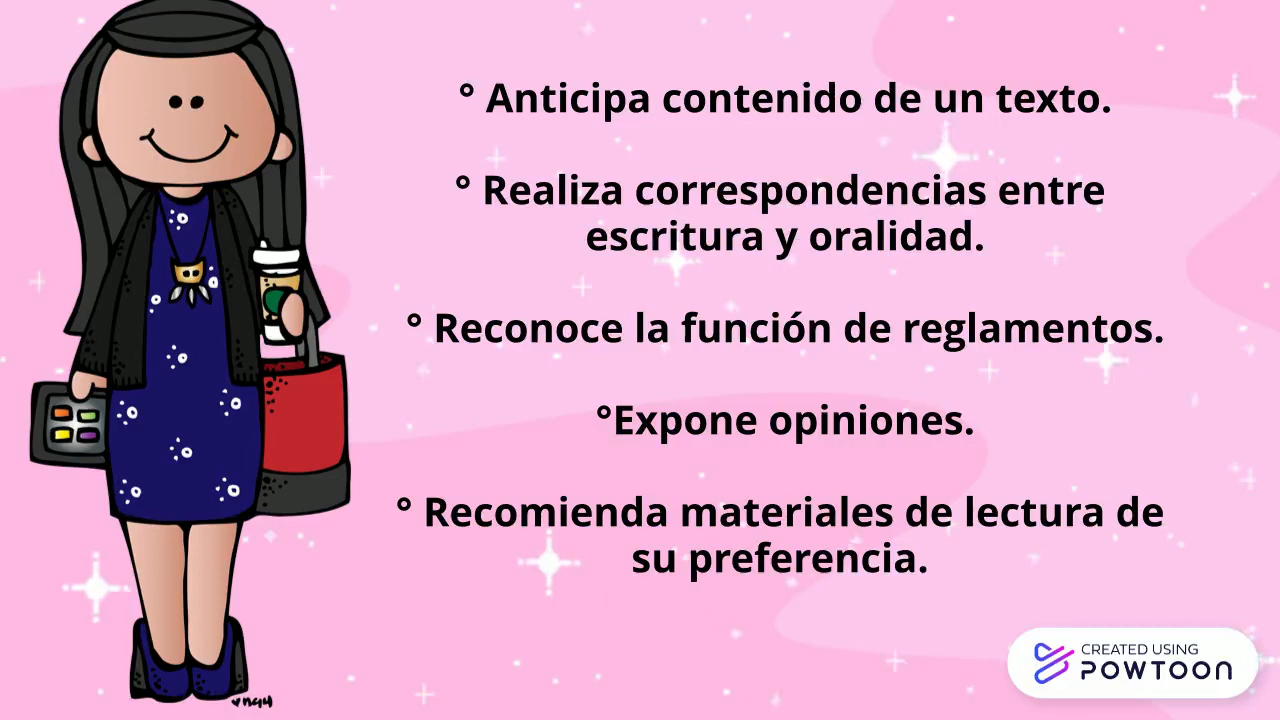 ° Anticipa contenido de un texto.
° Realiza correspondencias entre
escritura y oralidad.
° Reconoce la función de reglamentos.
°Expone opiniones.
° Recomienda materiales de lectura de
su preferencia.
CREATED USING
POWTOON